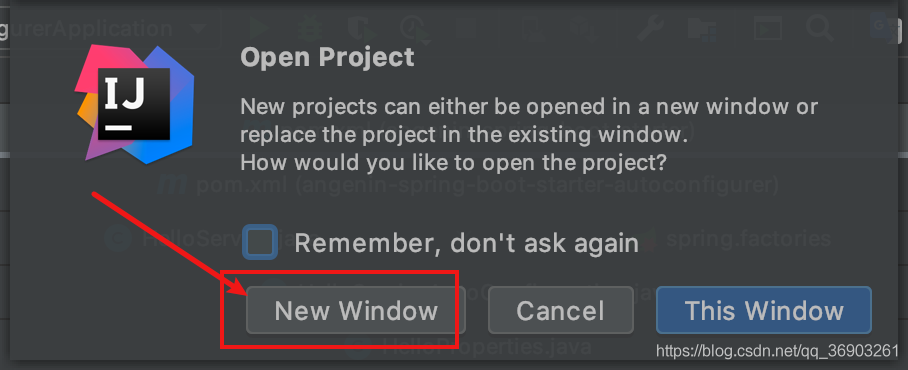 gurerApplication
Open Project
IJ
New projects can either be opened in a new window or
replace the project in the existing window.
How would you like to open the project?
pom.xml (angenin-spring-boot-starter-autoconfigurer)
Remember, don't ask again
spring.factories
New Window
Cancel
This Window
HelloProperties.java
https://blog.csdn.net/qq_36903261